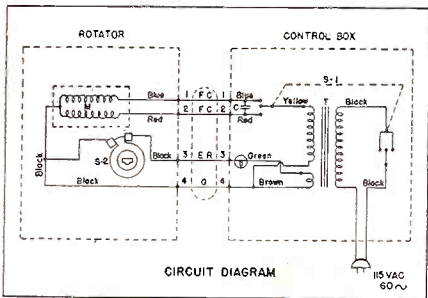 ROTATOR
CONTROL BOX
S-1
Blue 1 F C 1 Blue
2 F C 2 C Yellow Black
Red Red
M
Black 3 E R 3 Green
S-2
Black
Black 4 G 4 Brown Black
CIRCUIT DIAGRAM
115 VAC
60~